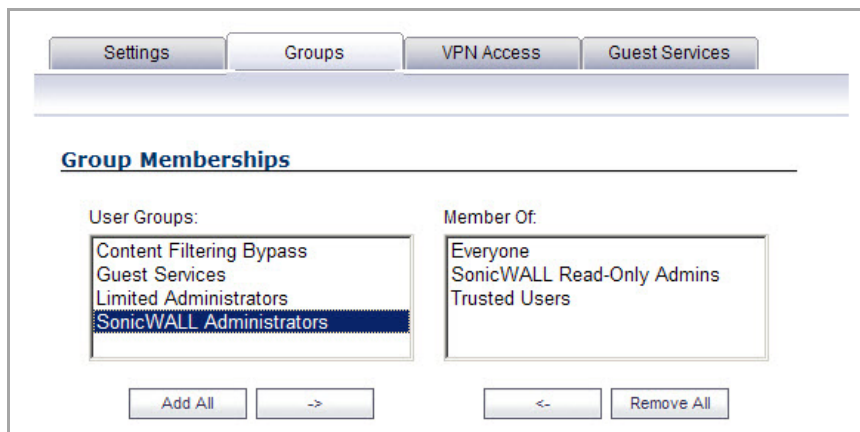 Settings Groups VPN Access Guest Services
Group Memberships
User Groups:
Content Filtering Bypass
Guest Services
Limited Administrators
SonicWALL Administrators
Add All ->
Member Of:
Everyone
SonicWALL Read-Only Admins
Trusted Users
<- Remove All